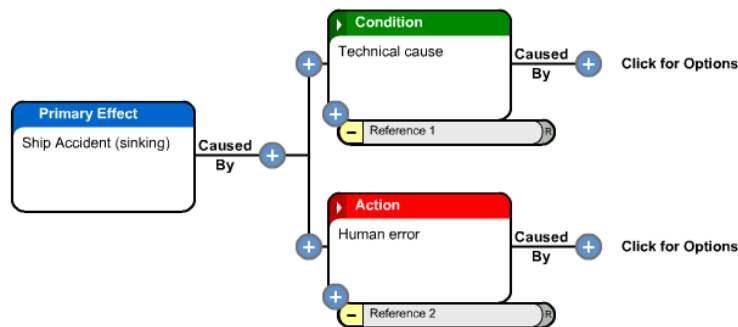 Condition
Technical cause
Caused
By
Click for Options
Reference 1
R
Primary Effect
Ship Accident (sinking)
Caused
By
Action
Human error
Caused
By
Click for Options
Reference 2
R